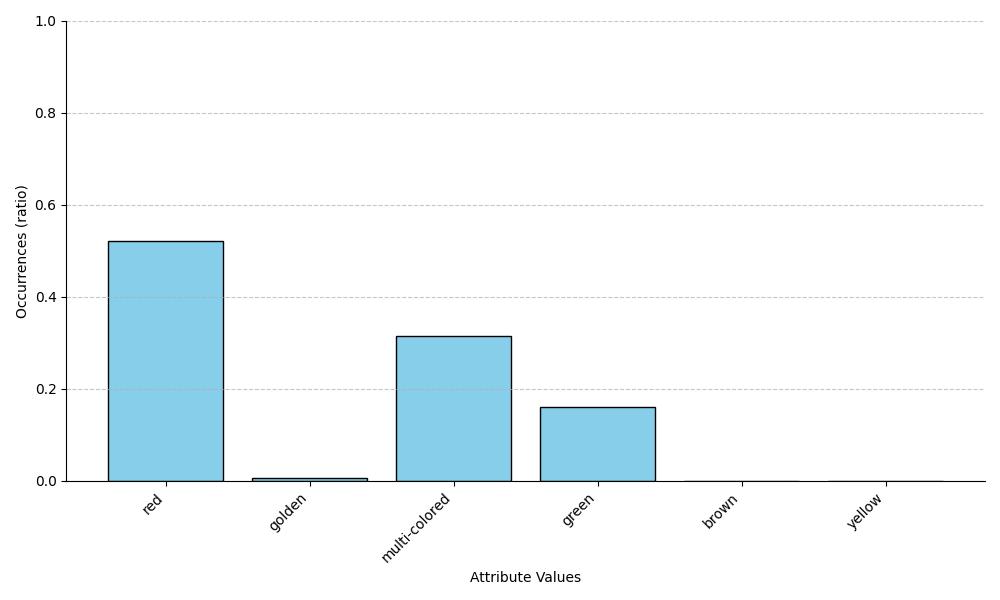 1.0
0.8
0.6
0.4
0.2
0.0
Occurrences (ratio)
red
golden
multi-colored
green
brown
yellow
Attribute Values